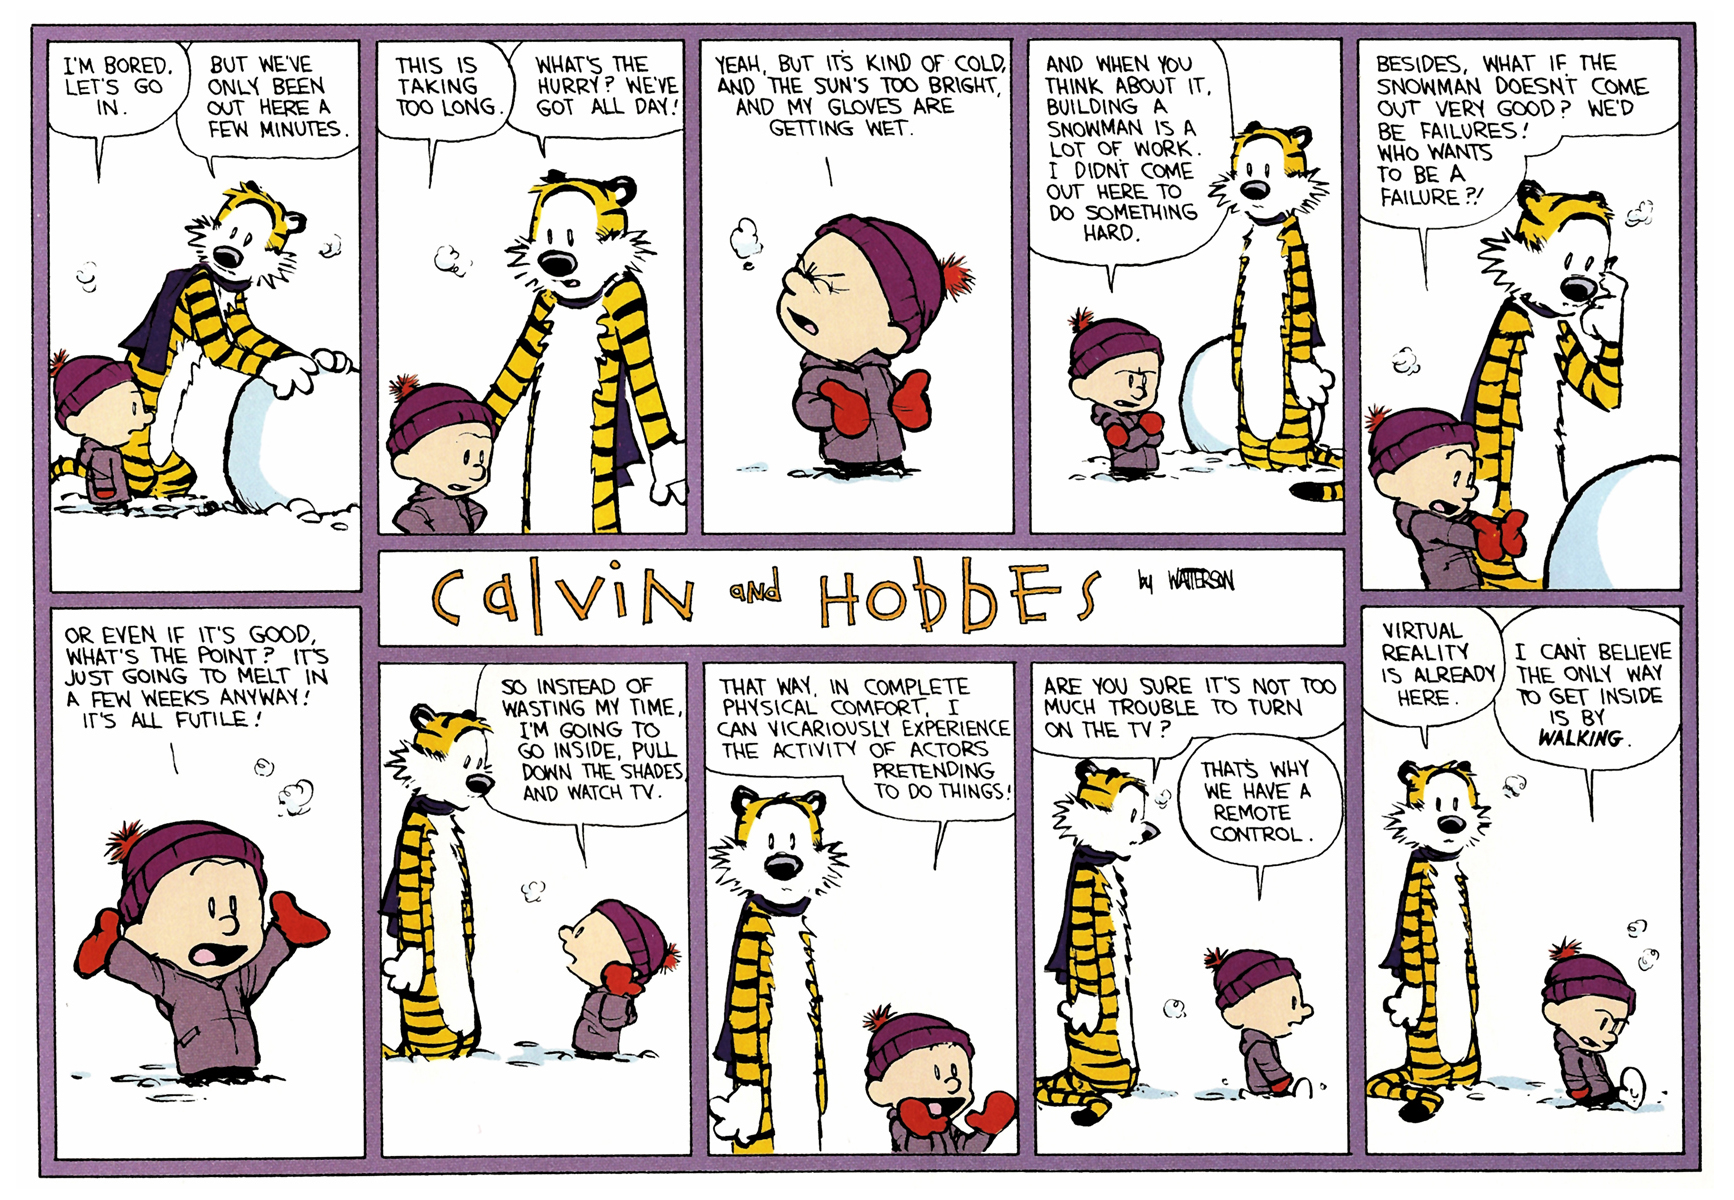 I'M BORED.
LET'S GO
IN.
BUT WE'VE
ONLY BEEN
OUT HERE A
FEW MINUTES.
THIS IS
TAKING
TOO LONG.
WHAT'S THE
HURRY? WE'VE
GOT ALL DAY!
YEAH, BUT IT'S KIND OF COLD,
AND THE SUN'S TOO BRIGHT,
AND MY GLOVES ARE
GETTING WET.
AND WHEN YOU
THINK ABOUT IT,
BUILDING A
SNOWMAN IS A
LOT OF WORK.
I DIDN'T COME
OUT HERE TO
DO SOMETHING
HARD.
BESIDES, WHAT IF THE
SNOWMAN DOESN'T COME
OUT VERY GOOD? WE'D
BE FAILURES!
WHO WANTS
TO BE A
FAILURE?!
CALVIN AND HOBBES
by WATTERSON
OR EVEN IF IT'S GOOD,
WHAT'S THE POINT? IT'S
JUST GOING TO MELT IN
A FEW WEEKS ANYWAY!
IT'S ALL FUTILE!
SO INSTEAD OF
WASTING MY TIME,
I'M GOING TO
GO INSIDE, PULL
DOWN THE SHADES,
AND WATCH TV.
THAT WAY, IN COMPLETE
PHYSICAL COMFORT, I
CAN VICARIOUSLY EXPERIENCE
THE ACTIVITY OF ACTORS
PRETENDING
TO DO THINGS!
ARE YOU SURE IT'S NOT TOO
MUCH TROUBLE TO TURN
ON THE TV?
THAT'S WHY
WE HAVE A
REMOTE
CONTROL.
VIRTUAL
REALITY
IS ALREADY
HERE.
I CAN'T BELIEVE
THE ONLY WAY
TO GET INSIDE
IS BY
WALKING.